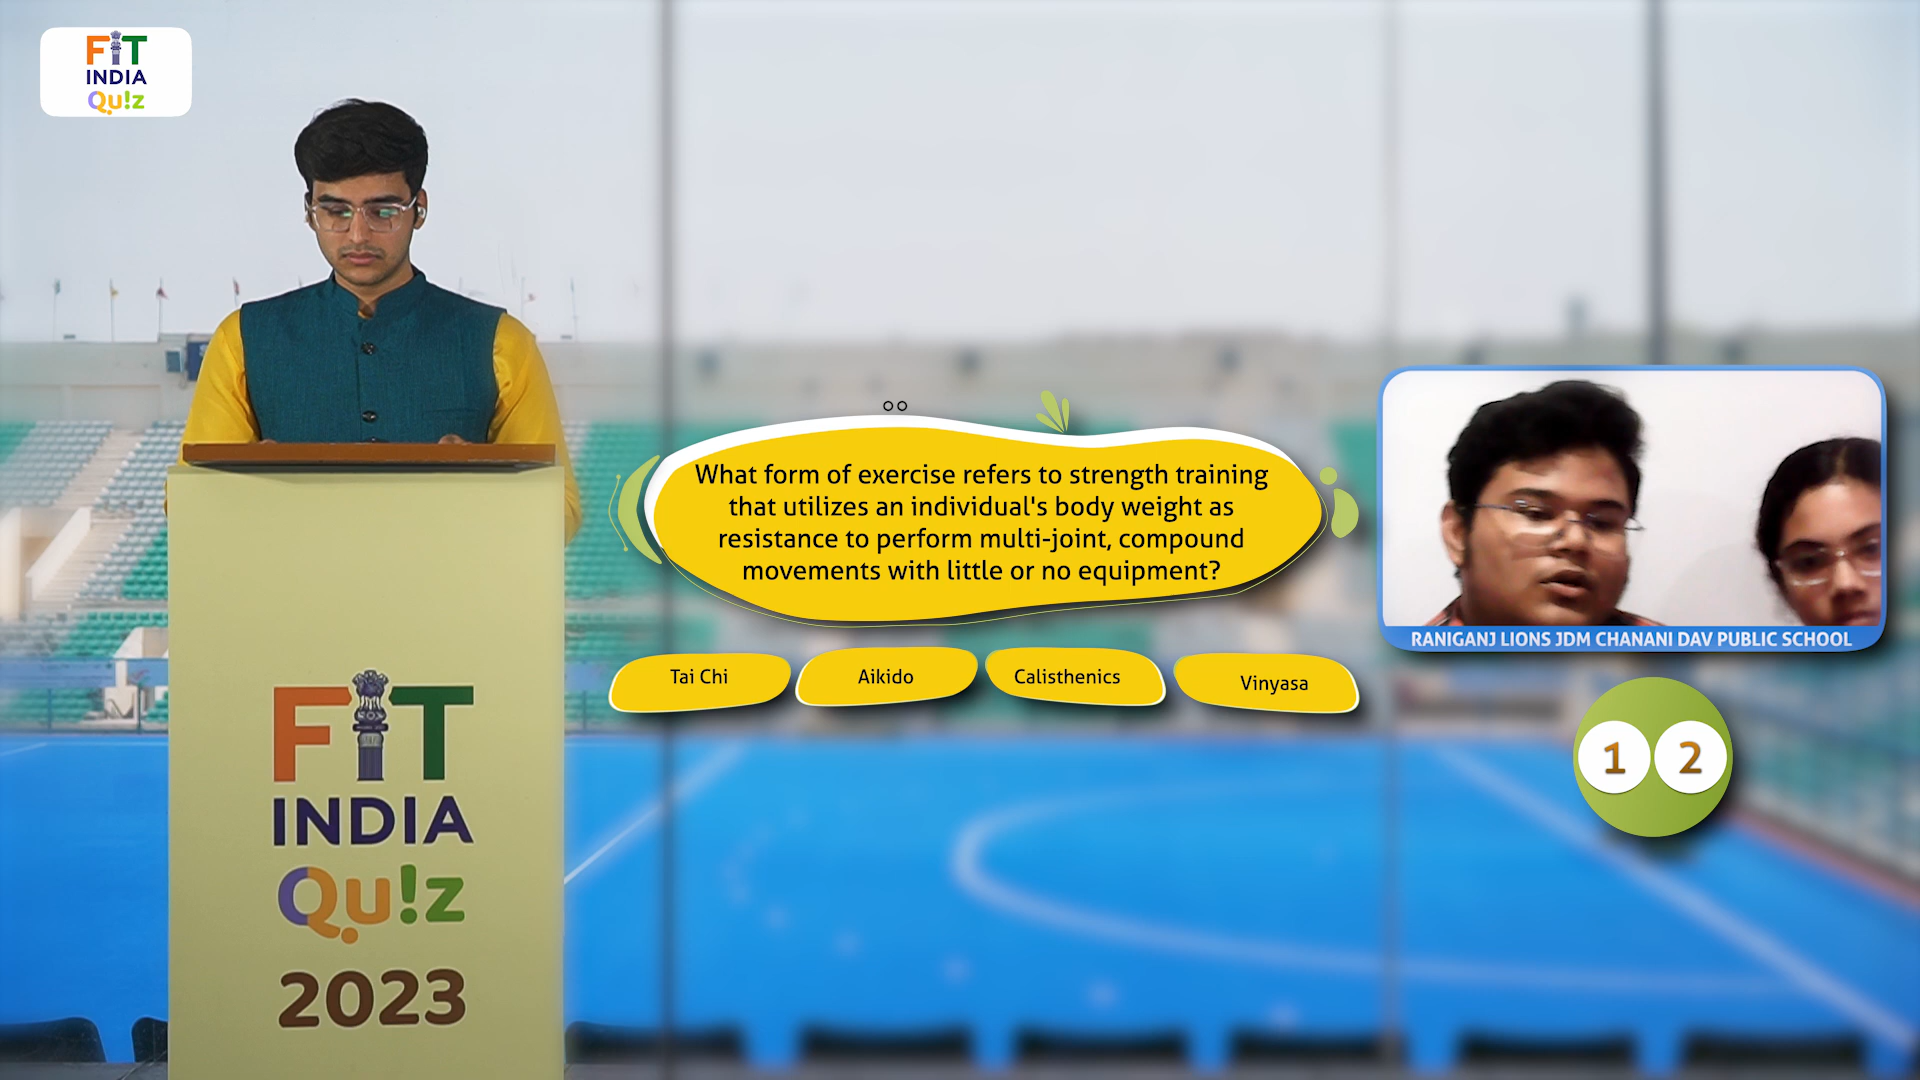 FIT
INDIA
Qu!z
What form of exercise refers to strength training
that utilizes an individual's body weight as
resistance to perform multi-joint, compound
movements with little or no equipment?
Tai Chi
Aikido
Calisthenics
Vinyasa
RANIGANJ LIONS JDM CHANANI DAV PUBLIC SCHOOL
1 2
FIT
INDIA
Qu!z
2023